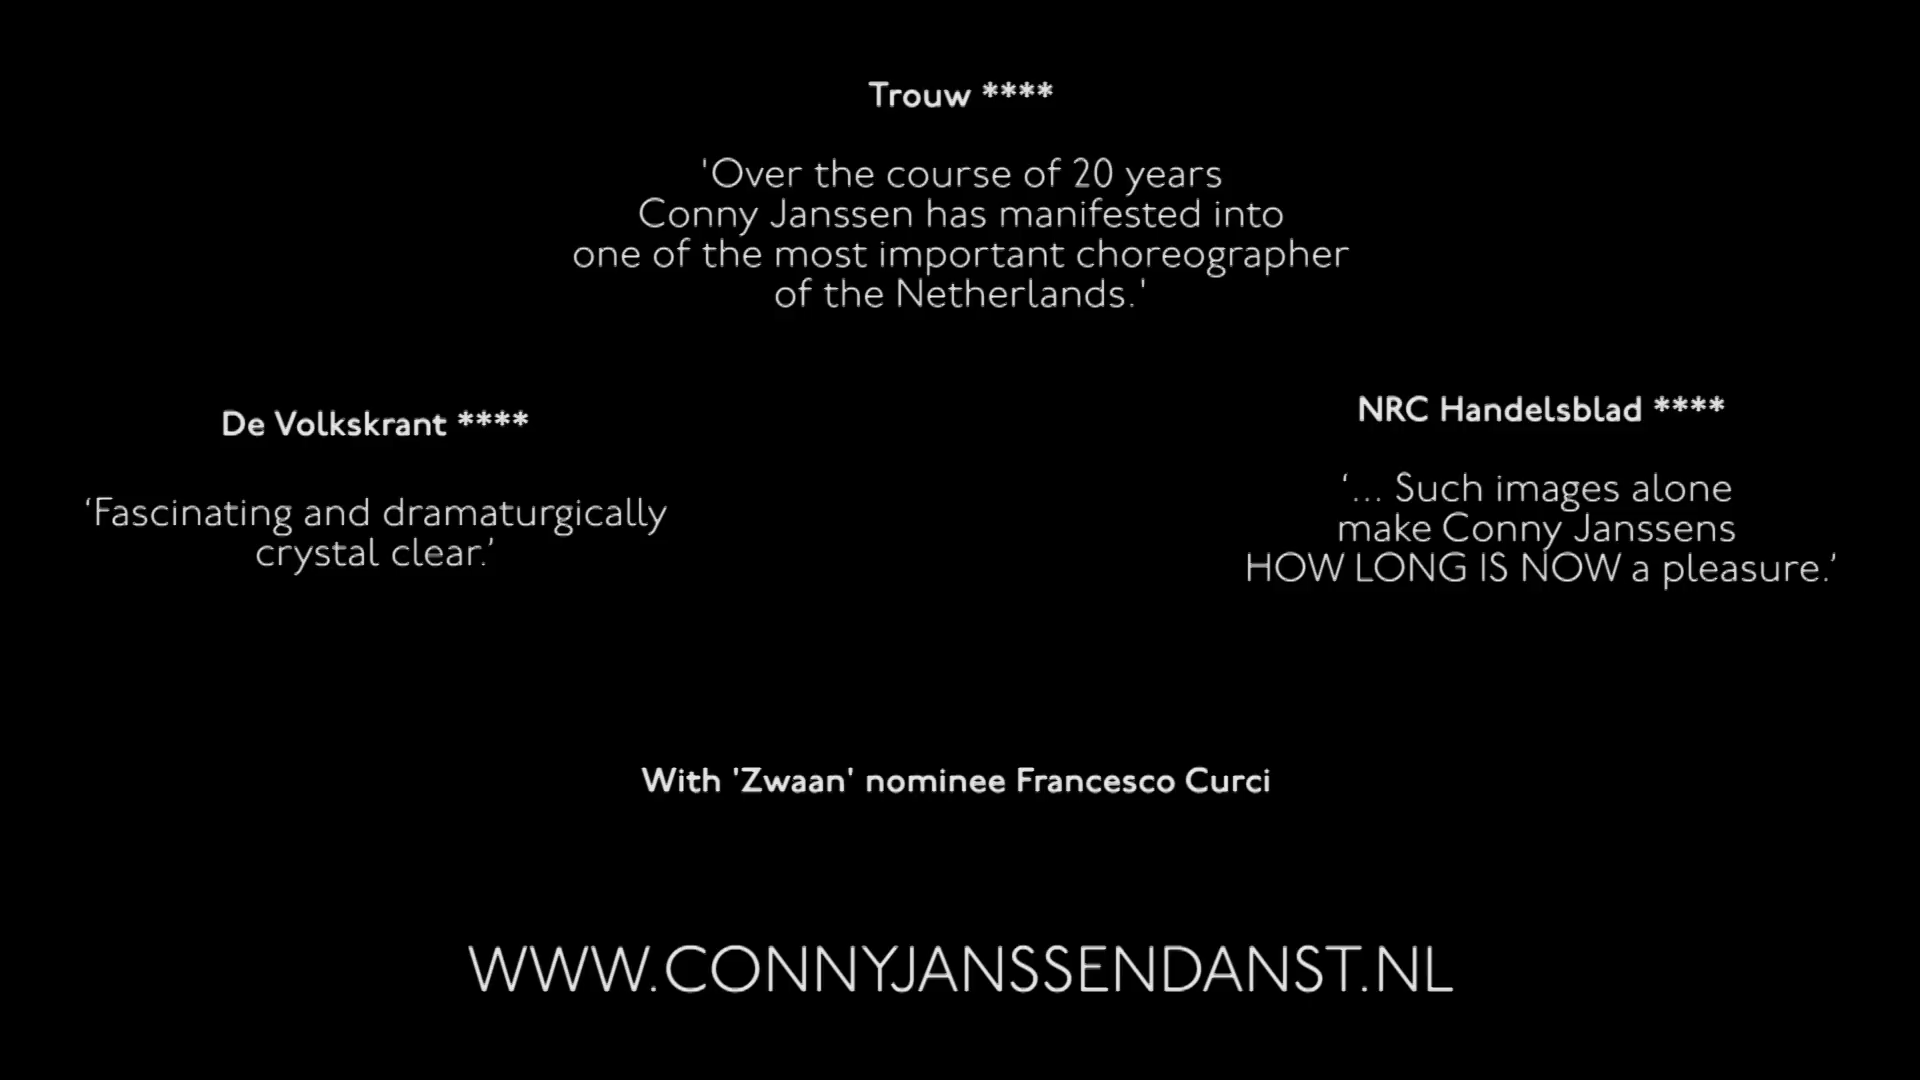 Trouw ****
'Over the course of 20 years
Conny Janssen has manifested into
one of the most important choreographer
of the Netherlands.'
De Volkskrant ****
‘Fascinating and dramaturgically
crystal clear.’
NRC Handelsblad ****
‘... Such images alone
make Conny Janssens
HOW LONG IS NOW a pleasure.’
With 'Zwaan' nominee Francesco Curci
WWW.CONNYJANSSENDANST.NL